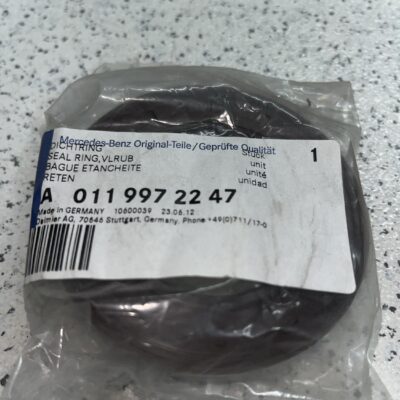 Mercedes-Benz Original-Teile/Geprüfte Qualität
DICHTRING Stück 1
SEAL RING,VLRUB unit
BAGUE ETANCHEITE unité
RETEN unidad
A 011 997 22 47
Made in GERMANY 10600039 23.06.12
Daimler AG, 70546 Stuttgart, Germany, Phone +49(0)711/17-0